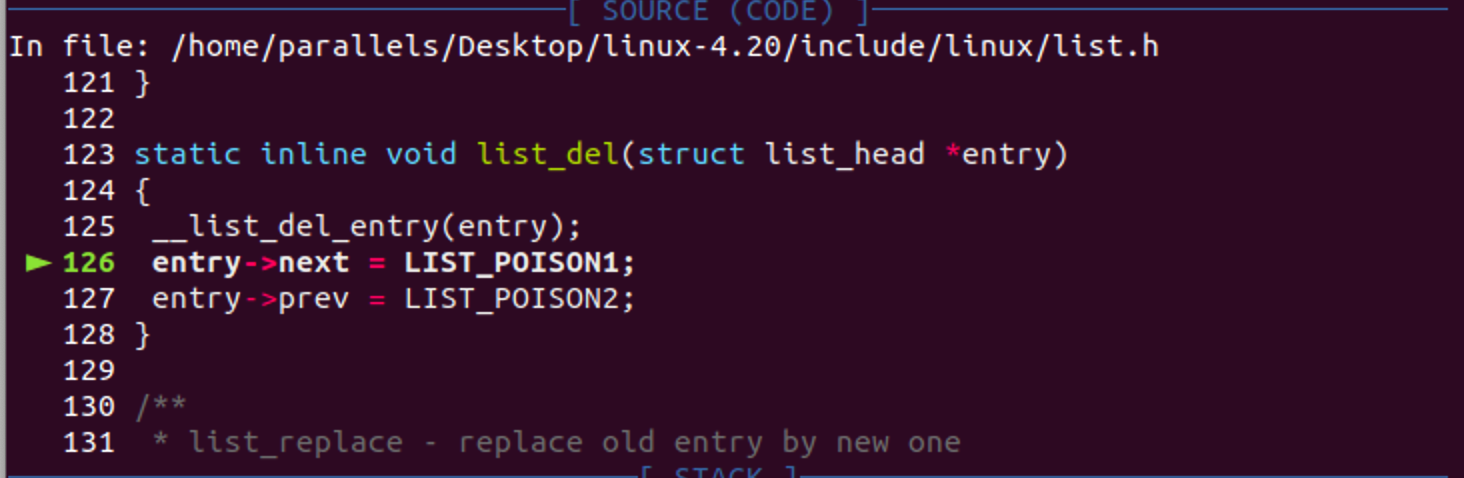 [ SOURCE (CODE) ]
In file: /home/parallels/Desktop/linux-4.20/include/linux/list.h
121 }
122
123 static inline void list_del(struct list_head *entry)
124 {
125  __list_del_entry(entry);
► 126  entry->next = LIST_POISON1;
127  entry->prev = LIST_POISON2;
128 }
129
130 /**
131  * list_replace - replace old entry by new one
[ STACK ]